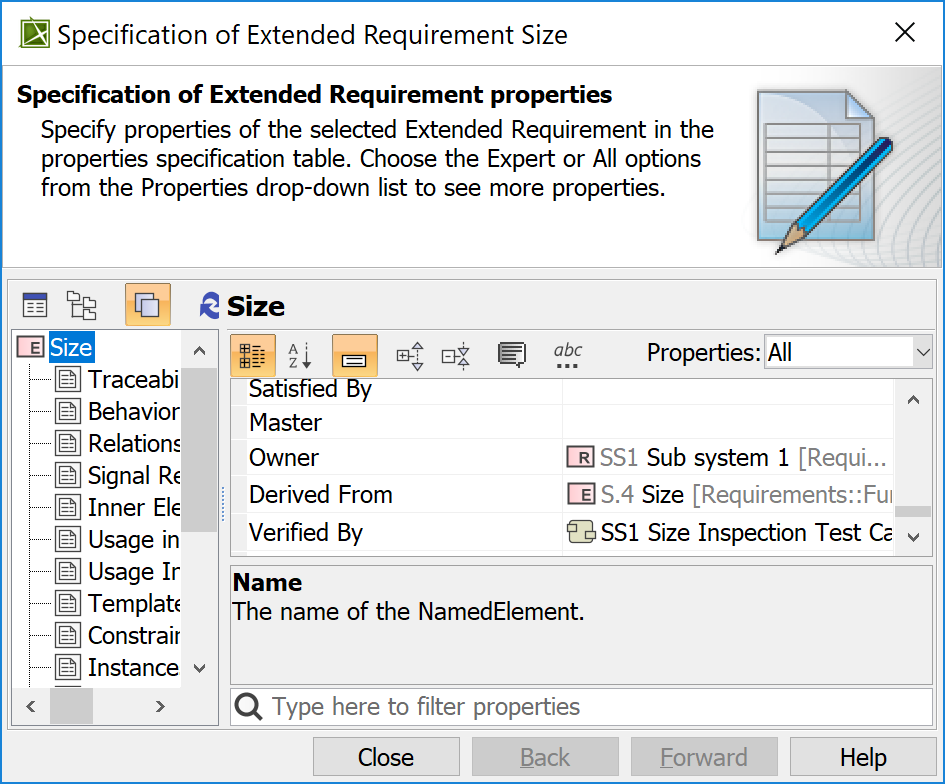 Specification of Extended Requirement Size
Specification of Extended Requirement properties
Specify properties of the selected Extended Requirement in the
properties specification table. Choose the Expert or All options
from the Properties drop-down list to see more properties.
Size
E Size
Traceabi
Behavior
Relations
Signal Re
Inner Ele
Usage in
Usage In
Template
Constrain
Instance
A Z
abc
Properties: All
Satisfied By
Master
Owner R SS1 Sub system 1 [Requi...
Derived From E S.4 Size [Requirements::Fun
Verified By SS1 Size Inspection Test Ca
Name
The name of the NamedElement.
Type here to filter properties
Close
Back
Forward
Help